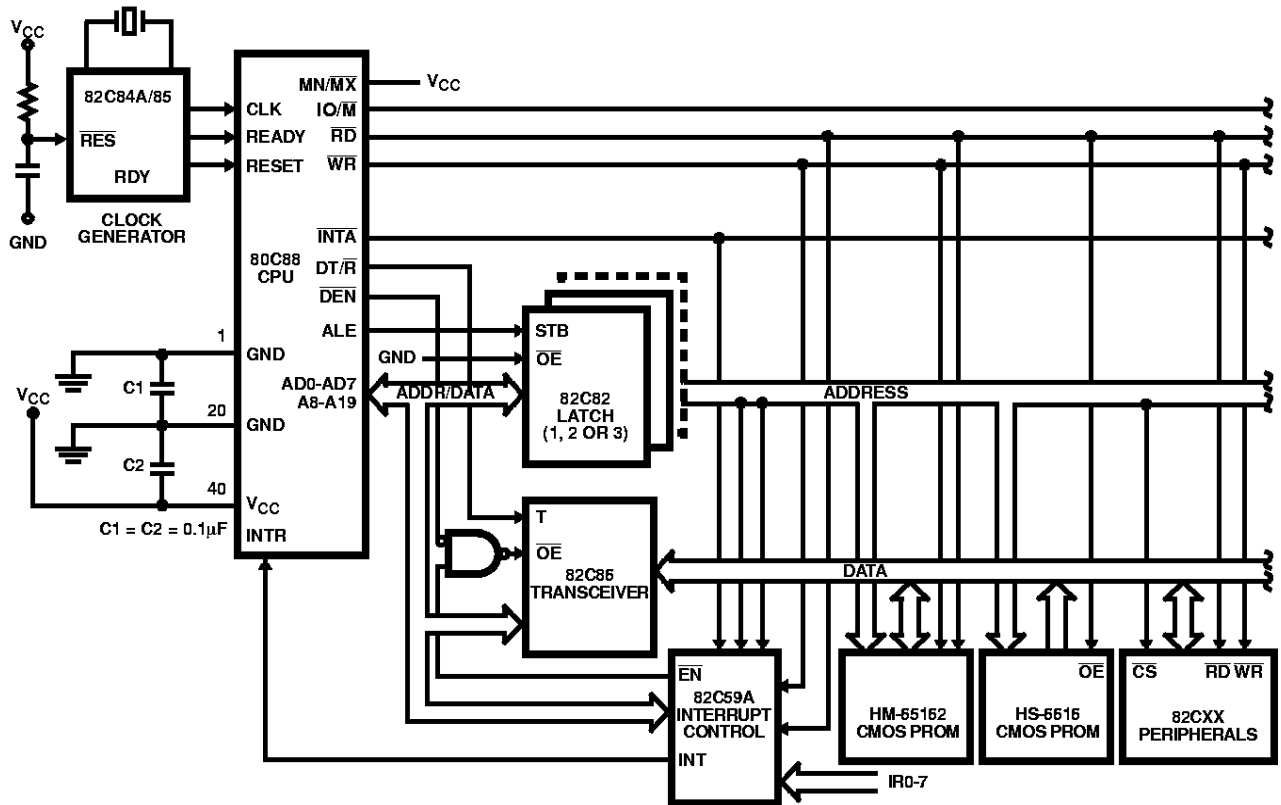 VCC
82C84A/85
RES
RDY
CLOCK
GENERATOR
GND
CLK
READY
RESET
80C88
CPU
MN/MX
IO/M
RD
WR
INTA
DT/R
DEN
ALE
AD0-AD7
A8-A19
1
GND
20
GND
40
VCC
INTR
VCC
C1
C2
C1 = C2 = 0.1μF
VCC
GND
ADDR/DATA
STB
OE
82C82
LATCH
(1, 2 OR 3)
ADDRESS
T
OE
82C86
TRANSCEIVER
DATA
EN
82C59A
INTERRUPT
CONTROL
INT
IR0-7
HM-65162
CMOS PROM
OE
HS-6616
CMOS PROM
CS
RD WR
82CXX
PERIPHERALS